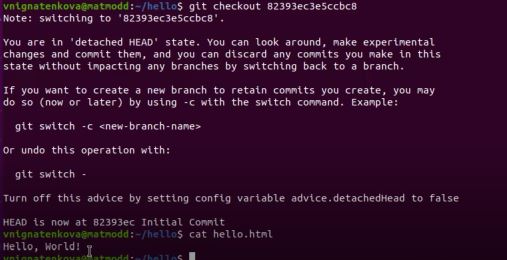 vnignatenkova@matmodd:~/hello$ git checkout 82393ec3e5ccbc8
Note: switching to '82393ec3e5ccbc8'.
You are in 'detached HEAD' state. You can look around, make experimental
changes and commit them, and you can discard any commits you make in this
state without impacting any branches by switching back to a branch.
If you want to create a new branch to retain commits you create, you may
do so (now or later) by using -c with the switch command. Example:
git switch -c <new-branch-name>
Or undo this operation with:
git switch -
Turn off this advice by setting config variable advice.detachedHead to false
HEAD is now at 82393ec Initial Commit
vnignatenkova@matmodd:~/hello$ cat hello.html
Hello, World!
vnignatenkova@matmodd:~/hello$